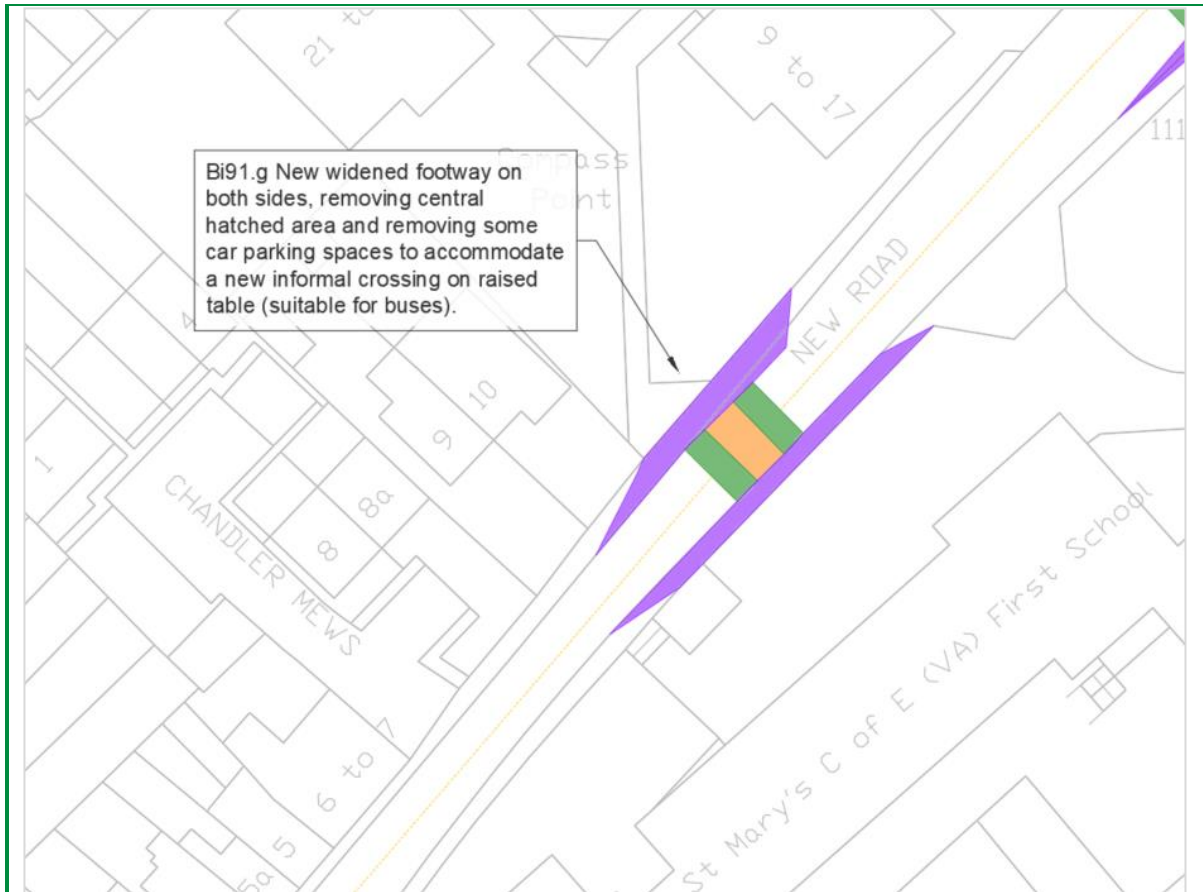 21 to
9 to 17
111
Compass
Point
Bi91.g New widened footway on
both sides, removing central
hatched area and removing some
car parking spaces to accommodate
a new informal crossing on raised
table (suitable for buses).
NEW ROAD
4
10
9
1
8a
8
CHANDLER MEWS
6 to 7
5
5a
St Mary's C of E (VA) First School